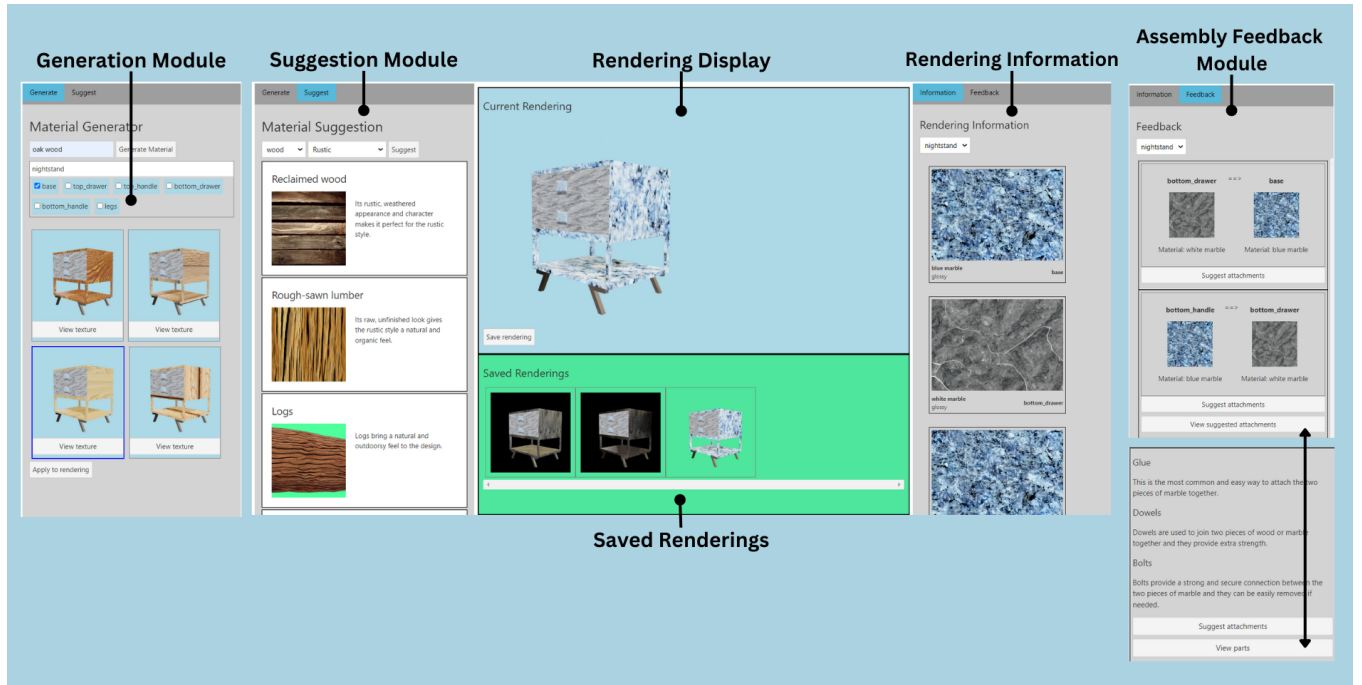 Generation Module
Suggestion Module
Rendering Display
Rendering Information
Assembly Feedback
Module
Generate Suggest
Material Generator
oak wood Generate Material
nightstand
base top_drawer top_handle bottom_drawer
bottom_handle legs
View texture View texture
View texture View texture
Apply to rendering
Generate Suggest
Material Suggestion
wood Rustic Suggest
Reclaimed wood
Its rustic, weathered
appearance and character
makes it perfect for the rustic
style.
Rough-sawn lumber
Its raw, unfinished look gives
the rustic style a natural and
organic feel.
Logs
Logs bring a natural and
outdoorsy feel to the design.
Current Rendering
Save rendering
Saved Renderings
Saved Renderings
Information Feedback
Rendering Information
nightstand
blue marble base
glossy
white marble bottom_drawer
glossy
Information Feedback
Feedback
nightstand
bottom_drawer ==> base
Material: white marble Material: blue marble
Suggest attachments
bottom_handle ==> bottom_drawer
Material: blue marble Material: white marble
Suggest attachments
View suggested attachments
Glue
This is the most common and easy way to attach the two
pieces of marble together.
Dowels
Dowels are used to join two pieces of wood or marble
together and they provide extra strength.
Bolts
Bolts provide a strong and secure connection between the
two pieces of marble and they can be easily removed if
needed.
Suggest attachments
View parts